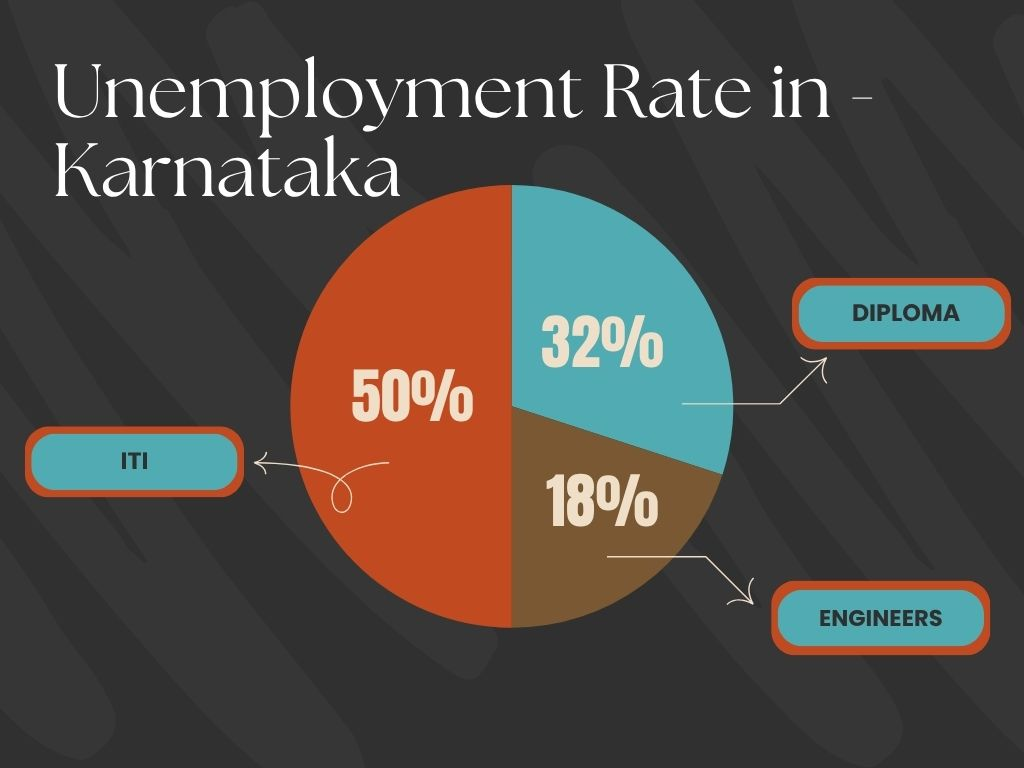 Unemployment Rate in -
Karnataka
32%
DIPLOMA
50%
ITI
18%
ENGINEERS